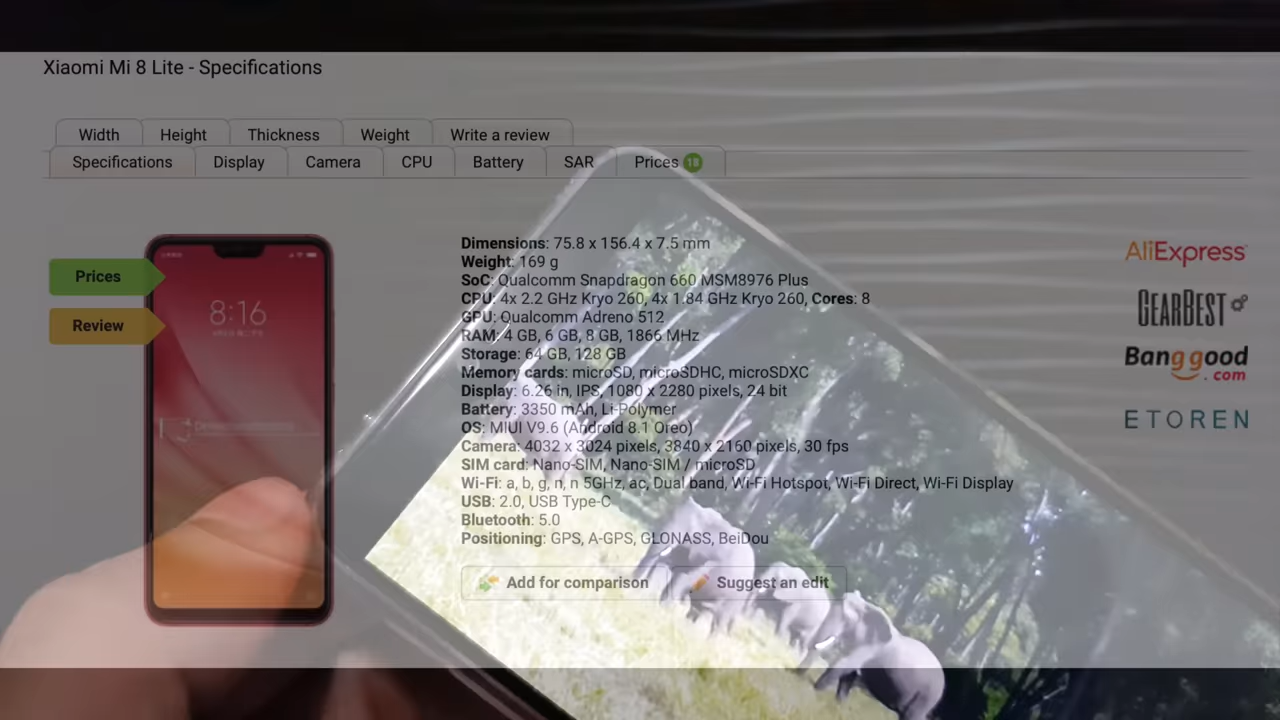 Xiaomi Mi 8 Lite - Specifications
Width Height Thickness Weight Write a review
Specifications Display Camera CPU Battery SAR Prices 18
Prices
Review
8:16
Dimensions: 75.8 x 156.4 x 7.5 mm
Weight: 169 g
SoC: Qualcomm Snapdragon 660 MSM8976 Plus
CPU: 4x 2.2 GHz Kryo 260, 4x 1.84 GHz Kryo 260, Cores: 8
GPU: Qualcomm Adreno 512
RAM: 4 GB, 6 GB, 8 GB, 1866 MHz
Storage: 64 GB, 128 GB
Memory cards: microSD, microSDHC, microSDXC
Display: 6.26 in, IPS, 1080 x 2280 pixels, 24 bit
Battery: 3350 mAh, Li-Polymer
OS: MIUI V9.6 (Android 8.1 Oreo)
Camera: 4032 x 3024 pixels, 3840 x 2160 pixels, 30 fps
SIM card: Nano-SIM, Nano-SIM / microSD
Wi-Fi: a, b, g, n, n 5GHz, ac, Dual band, Wi-Fi Hotspot, Wi-Fi Direct, Wi-Fi Display
USB: 2.0, USB Type-C
Bluetooth: 5.0
Positioning: GPS, A-GPS, GLONASS, BeiDou
Add for comparison Suggest an edit
AliExpress
GEARBEST
Banggood
.com
ETOREN